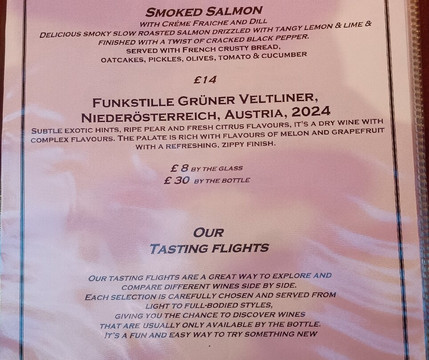 SMOKED SALMON
WITH CRÈME FRAICHE AND DILL
DELICIOUS SMOKY SLOW ROASTED SALMON DRIZZLED WITH TANGY LEMON & LIME &
FINISHED WITH A TWIST OF CRACKED BLACK PEPPER.
SERVED WITH FRENCH CRUSTY BREAD,
OATCAKES, PICKLES, OLIVES, TOMATO & CUCUMBER
£14
FUNKSTILLE GRÜNER VELTLINER,
NIEDERÖSTERREICH, AUSTRIA, 2024
SUBTLE EXOTIC HINTS, RIPE PEAR AND FRESH CITRUS FLAVOURS, IT'S A DRY WINE WITH
COMPLEX FLAVOURS. THE PALATE IS RICH WITH FLAVOURS OF MELON AND GRAPEFRUIT
WITH A REFRESHING, ZIPPY FINISH.
£ 8 BY THE GLASS
£ 30 BY THE BOTTLE
OUR
TASTING FLIGHTS
OUR TASTING FLIGHTS ARE A GREAT WAY TO EXPLORE AND
COMPARE DIFFERENT WINES SIDE BY SIDE.
EACH SELECTION IS CAREFULLY CHOSEN AND SERVED FROM
LIGHT TO FULL-BODIED STYLES,
GIVING YOU THE CHANCE TO DISCOVER WINES
THAT ARE USUALLY ONLY AVAILABLE BY THE BOTTLE.
IT'S A FUN AND EASY WAY TO TRY SOMETHING NEW